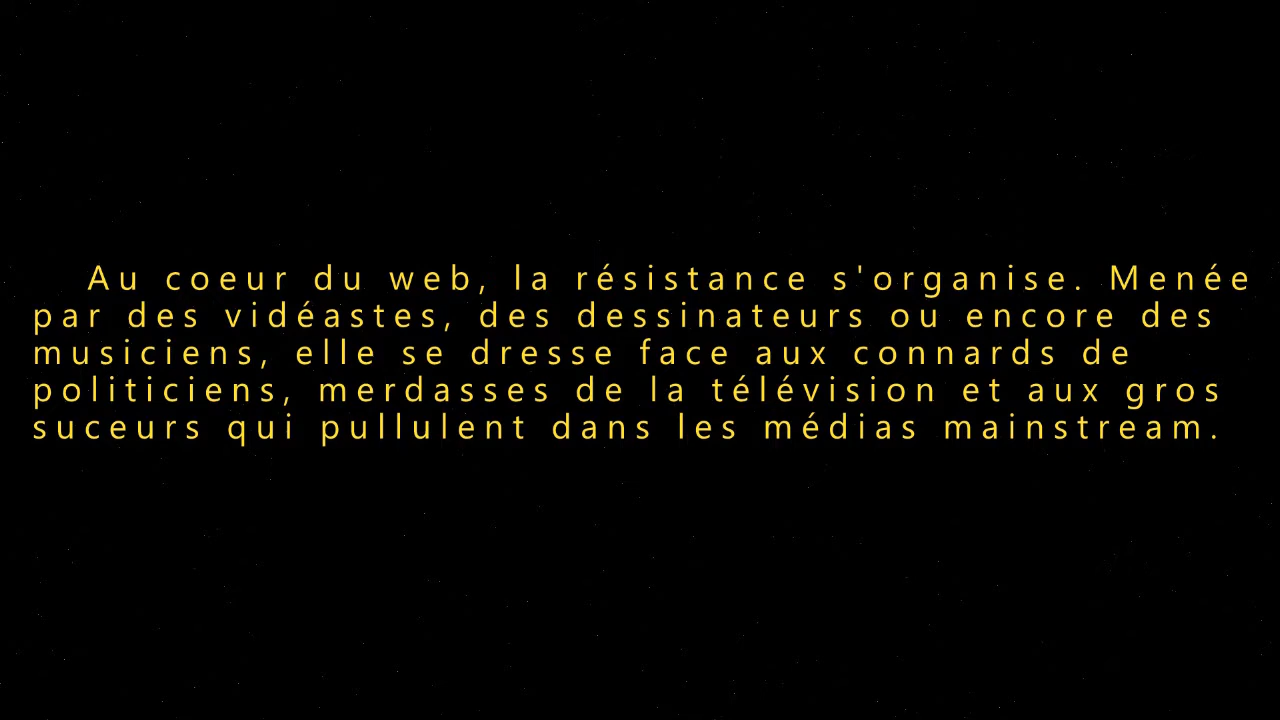 Au coeur du web, la résistance s'organise. Menée
par des vidéastes, des dessinateurs ou encore des
musiciens, elle se dresse face aux connards de
politiciens, merdasses de la télévision et aux gros
suceurs qui pullulent dans les médias mainstream.